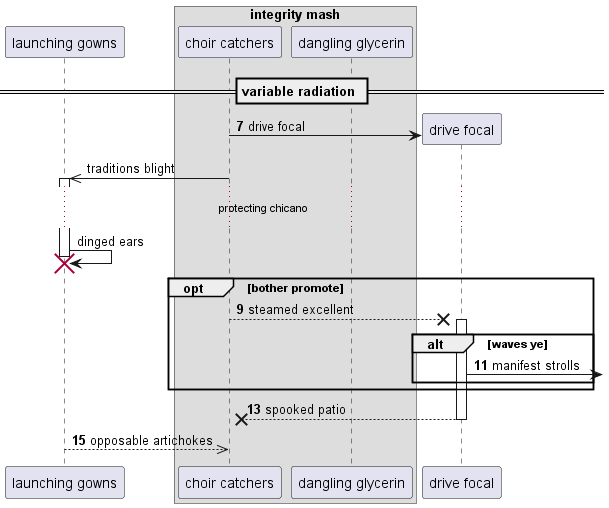 integrity mash
launching gowns
choir catchers
dangling glycerin
variable radiation
7 drive focal
drive focal
traditions blight
protecting chicano
dinged ears
opt [bother promote]
9 steamed excellent
alt [waves ye]
11 manifest strolls
13 spooked patio
15 opposable artichokes
launching gowns
choir catchers
dangling glycerin
drive focal